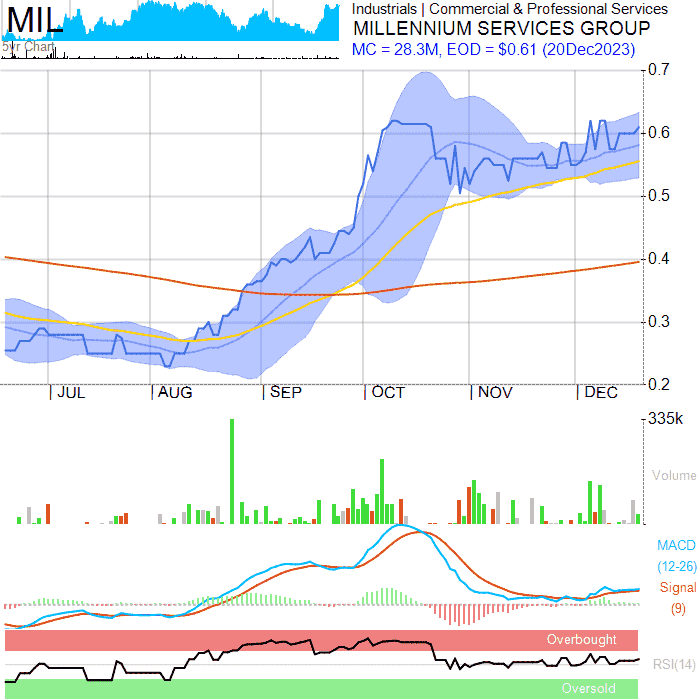 MIL
5yr Chart
Industrials | Commercial & Professional Services
MILLENNIUM SERVICES GROUP
MC = 28.3M, EOD = $0.61 (20Dec2023)
0.7
0.6
0.5
0.4
0.3
0.2
| JUL | AUG | SEP | OCT | NOV | DEC
335k
Volume
MACD
(12-26)
Signal
(9)
Overbought
RSI(14)
Oversold